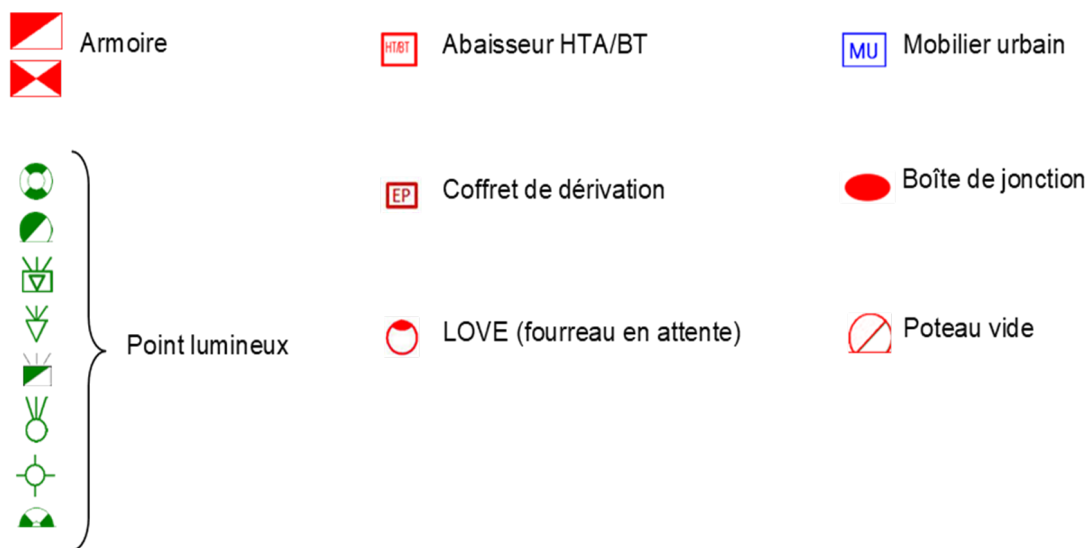 Armoire
HT/BT Abaisseur HTA/BT
MU Mobilier urbain
EP Coffret de dérivation
Boîte de jonction
Point lumineux
LOVE (fourreau en attente)
Poteau vide